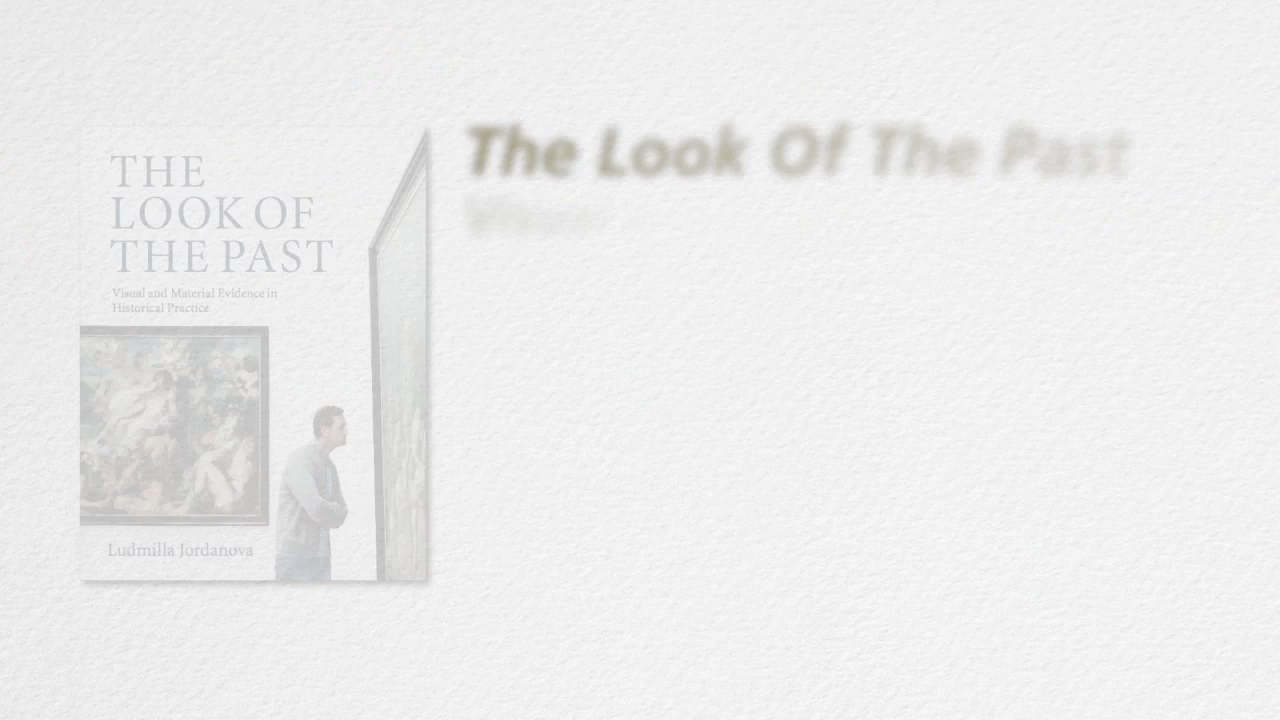 THE
LOOK OF
THE PAST
Visual and Material Evidence in
Historical Practice
Ludmilla Jordanova
The Look Of The Past